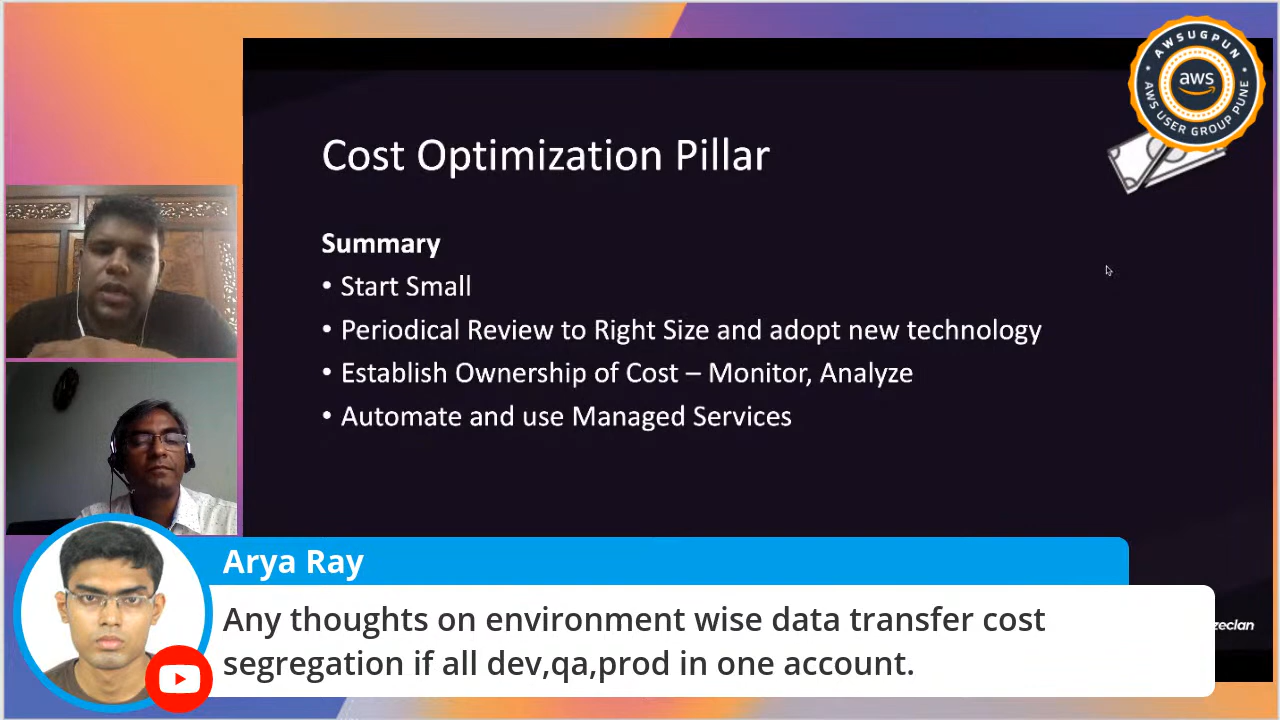 AWSUGPUN
aws
AWS USER GROUP PUNE
Cost Optimization Pillar
Summary
• Start Small
• Periodical Review to Right Size and adopt new technology
• Establish Ownership of Cost – Monitor, Analyze
• Automate and use Managed Services
Arya Ray
Any thoughts on environment wise data transfer cost
segregation if all dev,qa,prod in one account.